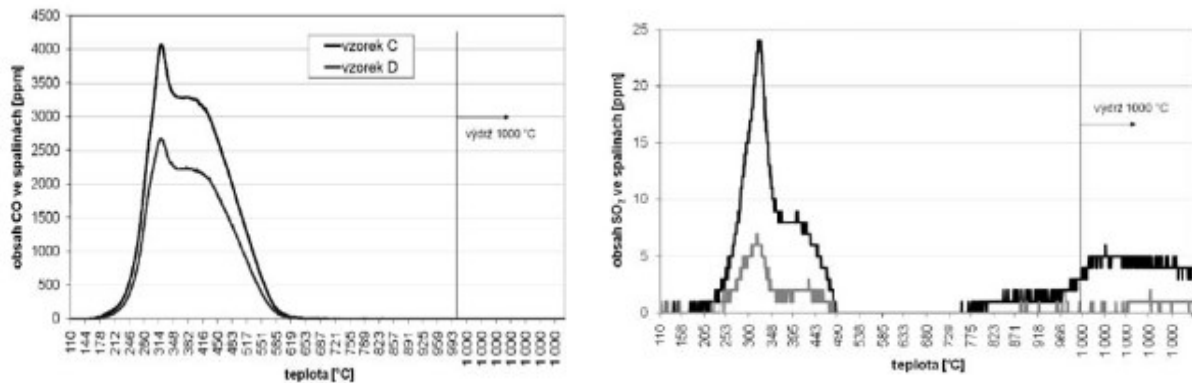 obsah CO ve spalinách [ppm]
4500
4000
3500
3000
2500
2000
1500
1000
500
0
vzorek C
vzorek D
výdrž 1000 °C
110 144 178 212 246 280 314 348 382 416 450 483 517 551 585 619 653 687 721 755 789 823 857 891 925 959 993 1 000 1 000 1 000 1 000 1 000 1 000 1 000
teplota [°C]
obsah SO₂ ve spalinách [ppm]
25
20
15
10
5
0
výdrž 1000 °C
110 158 205 253 300 348 395 443 490 538 585 633 680 728 775 823 871 918 966 1 000 1 000 1 000 1 000 1 000
teplota [°C]